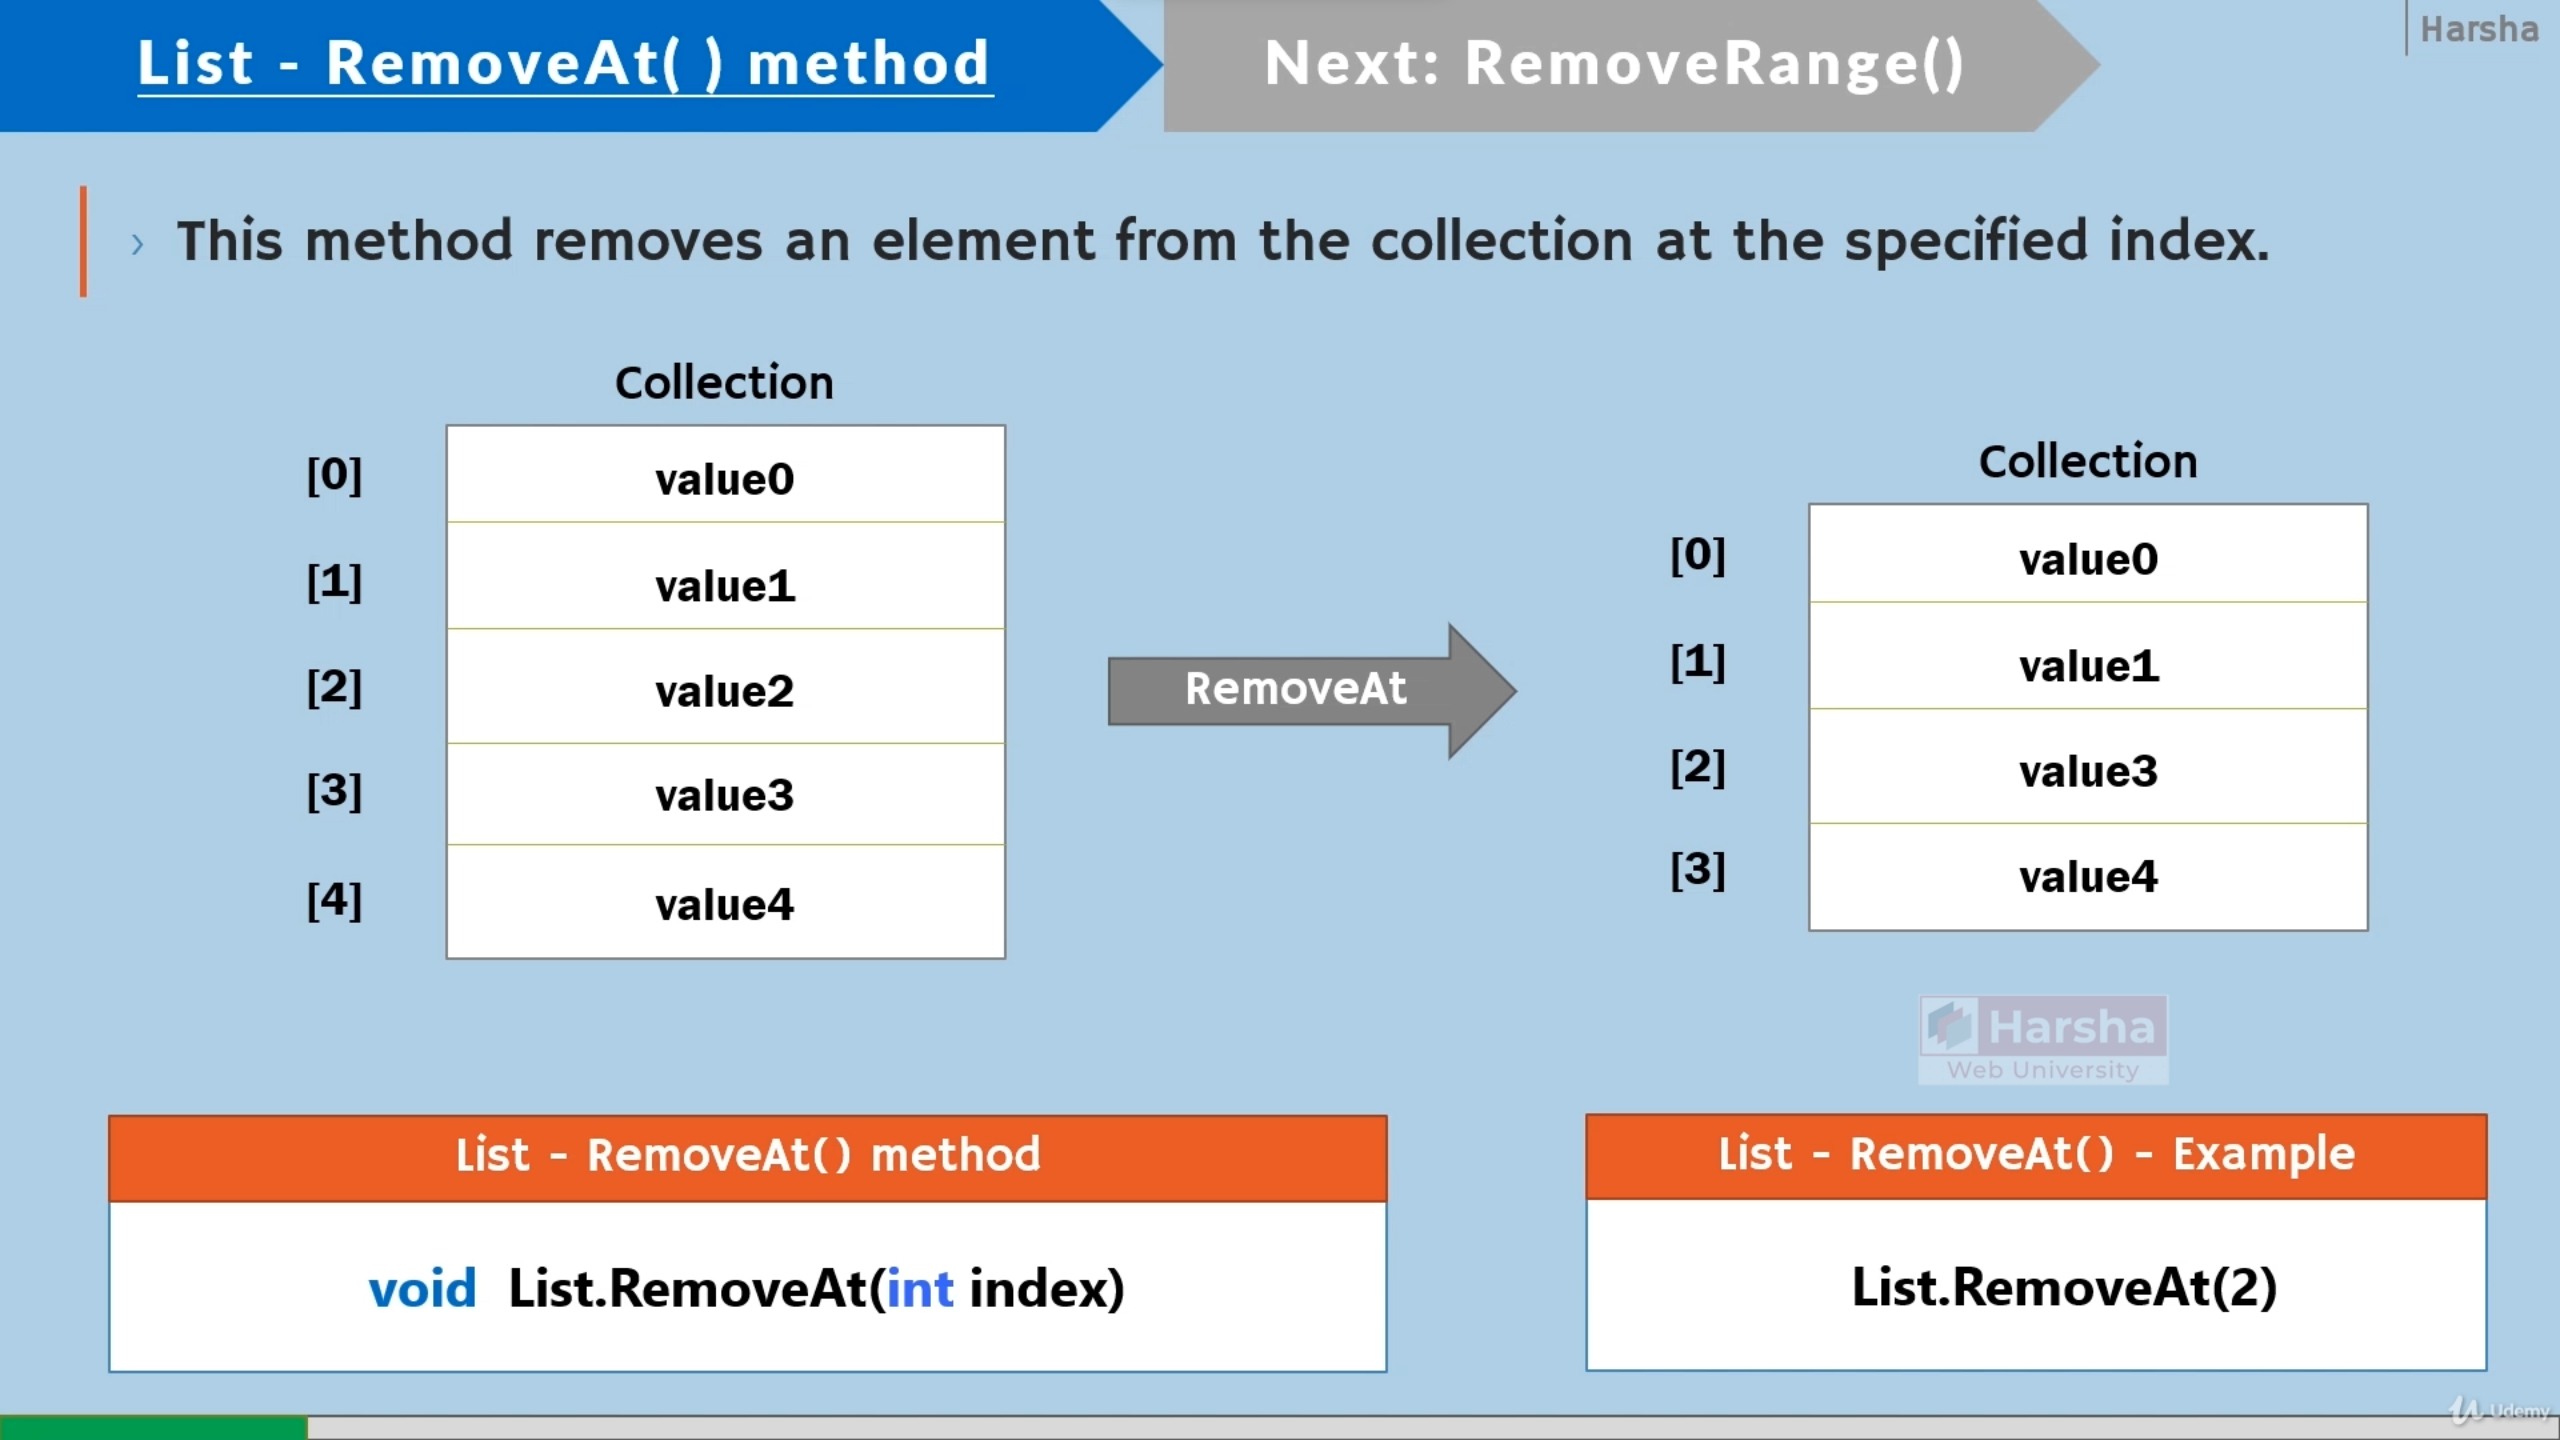 List - RemoveAt( ) method
Next: RemoveRange()
Harsha
› This method removes an element from the collection at the specified index.
Collection
[0] value0
[1] value1
[2] value2
[3] value3
[4] value4
RemoveAt
Collection
[0] value0
[1] value1
[2] value3
[3] value4
Harsha
Web University
List - RemoveAt() method
void List.RemoveAt(int index)
List - RemoveAt() - Example
List.RemoveAt(2)
Udemy